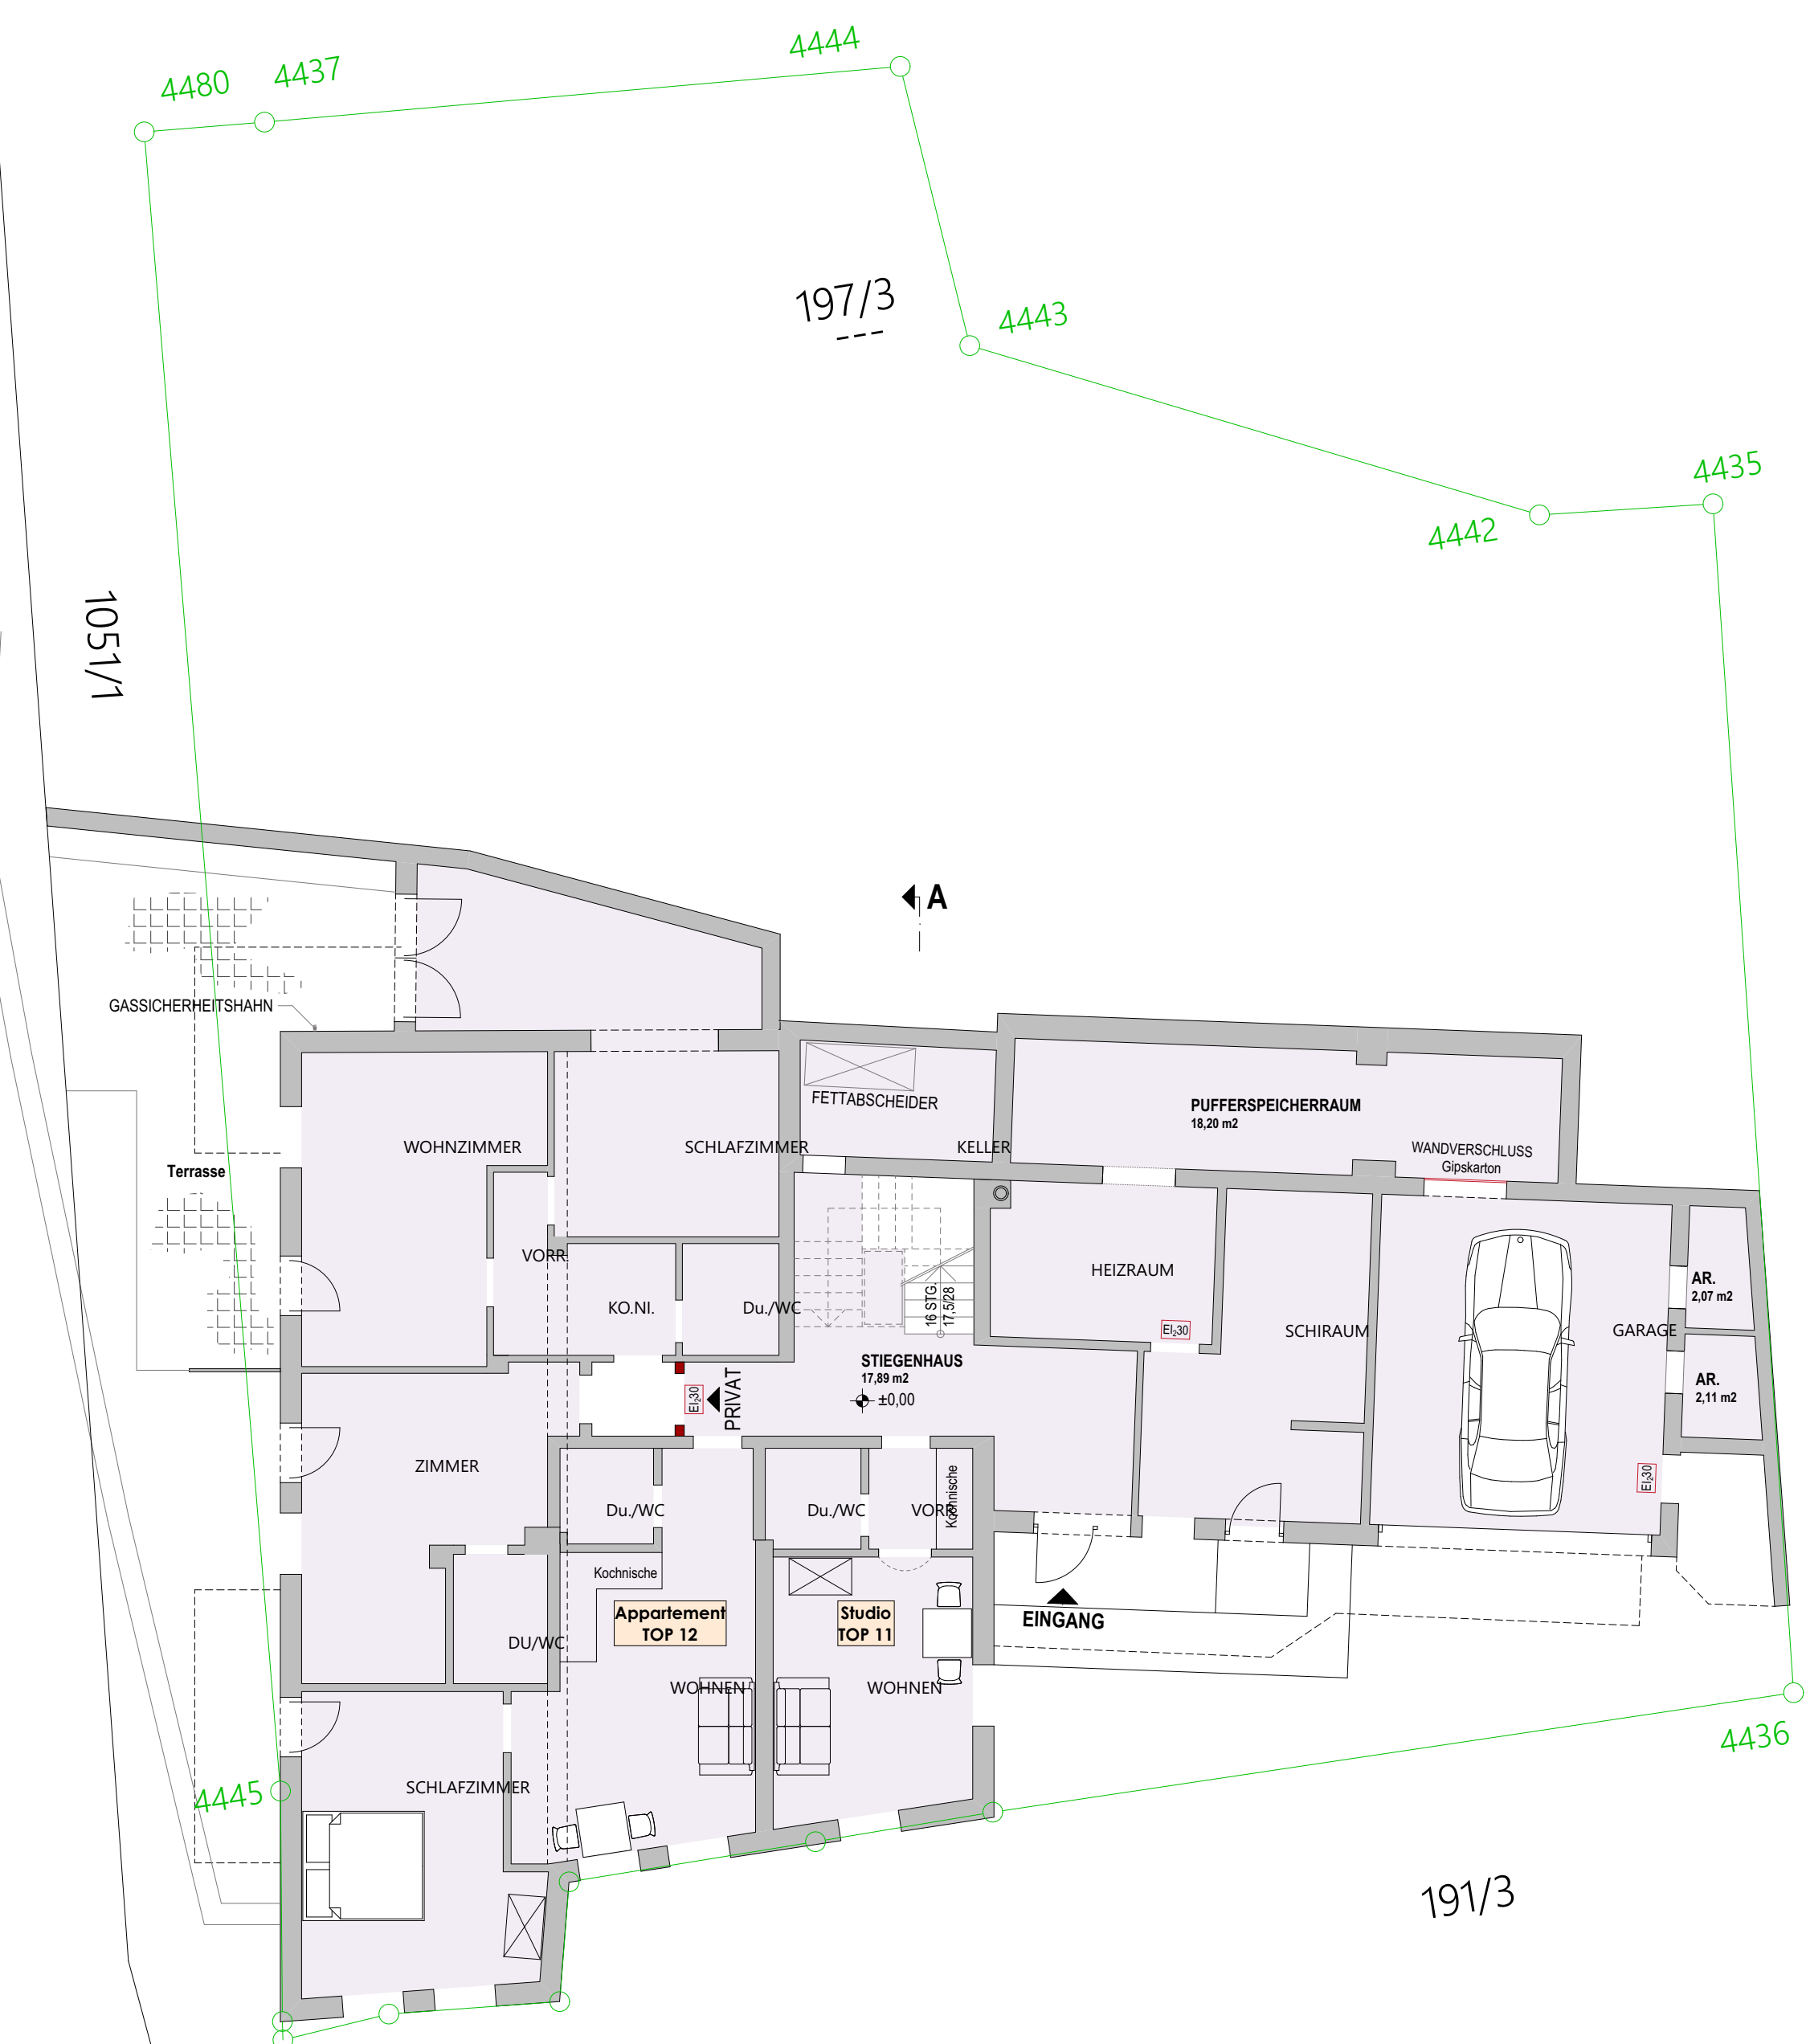 4480
4437
4444
197/3
4443
4435
4442
1051/1
A
GASSICHERHEITSHAHN
FETTABSCHEIDER
PUFFERSPEICHERRAUM
18,20 m2
WOHNZIMMER
SCHLAFZIMMER
KELLER
WANDVERSCHLUSS
Gipskarton
Terrasse
VORR.
HEIZRAUM
AR.
2,07 m2
KO.NI.
Du./WC
16 STG.
17,5/28
EI₂30
SCHIRAUM
GARAGE
STIEGENHAUS
17,89 m2
±0,00
EI₂30
PRIVAT
AR.
2,11 m2
ZIMMER
EI₂30
Du./WC
Du./WC
VORR.
Kochnische
Kochnische
Appartement
TOP 12
Studio
TOP 11
EINGANG
DU/WC
WOHNEN
WOHNEN
4436
SCHLAFZIMMER
4445
191/3